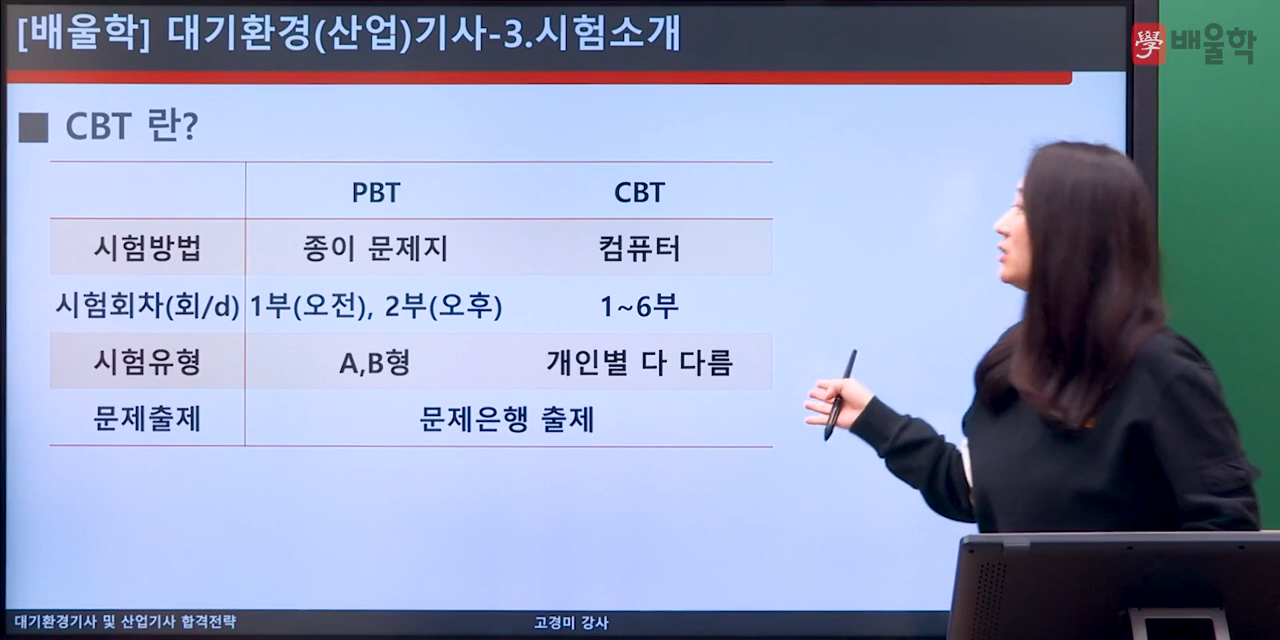 [배울학] 대기환경(산업)기사-3.시험소개
學 배울학
■ CBT 란?
PBT CBT
시험방법 종이 문제지 컴퓨터
시험회차(회/d) 1부(오전), 2부(오후) 1~6부
시험유형 A,B형 개인별 다 다름
문제출제 문제은행 출제
대기환경기사 및 산업기사 합격전략 고경미 강사